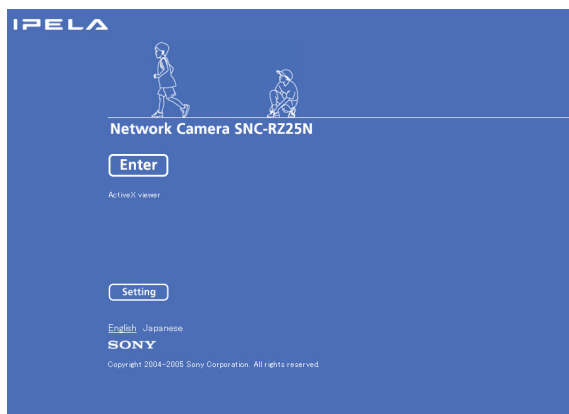 IPELA
Network Camera SNC-RZ25N
Enter
ActiveX viewer
Setting
English Japanese
SONY
Copyright 2004-2005 Sony Corporation. All rights reserved.